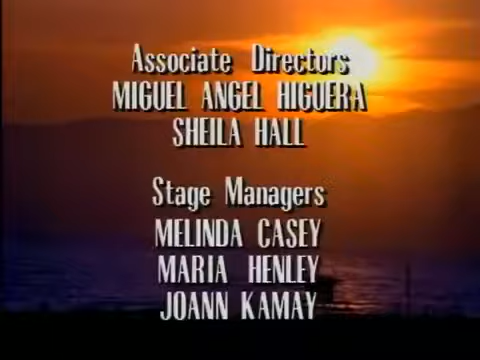 Associate Directors
MIGUEL ANGEL HIGUERA
SHEILA HALL
Stage Managers
MELINDA CASEY
MARIA HENLEY
JOANN KAMAY